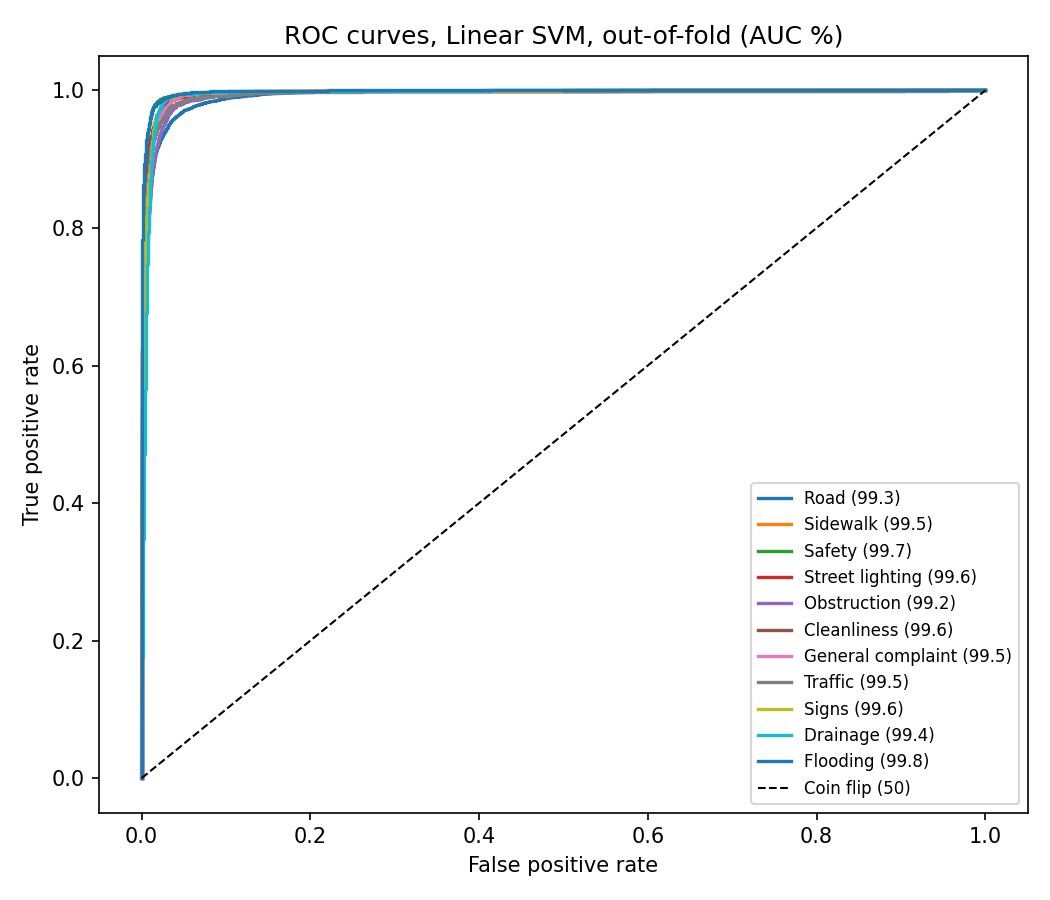 ROC curves, Linear SVM, out-of-fold (AUC %)
True positive rate
1.0
0.8
0.6
0.4
0.2
0.0
Road (99.3)
Sidewalk (99.5)
Safety (99.7)
Street lighting (99.6)
Obstruction (99.2)
Cleanliness (99.6)
General complaint (99.5)
Traffic (99.5)
Signs (99.6)
Drainage (99.4)
Flooding (99.8)
Coin flip (50)
0.0 0.2 0.4 0.6 0.8 1.0
False positive rate